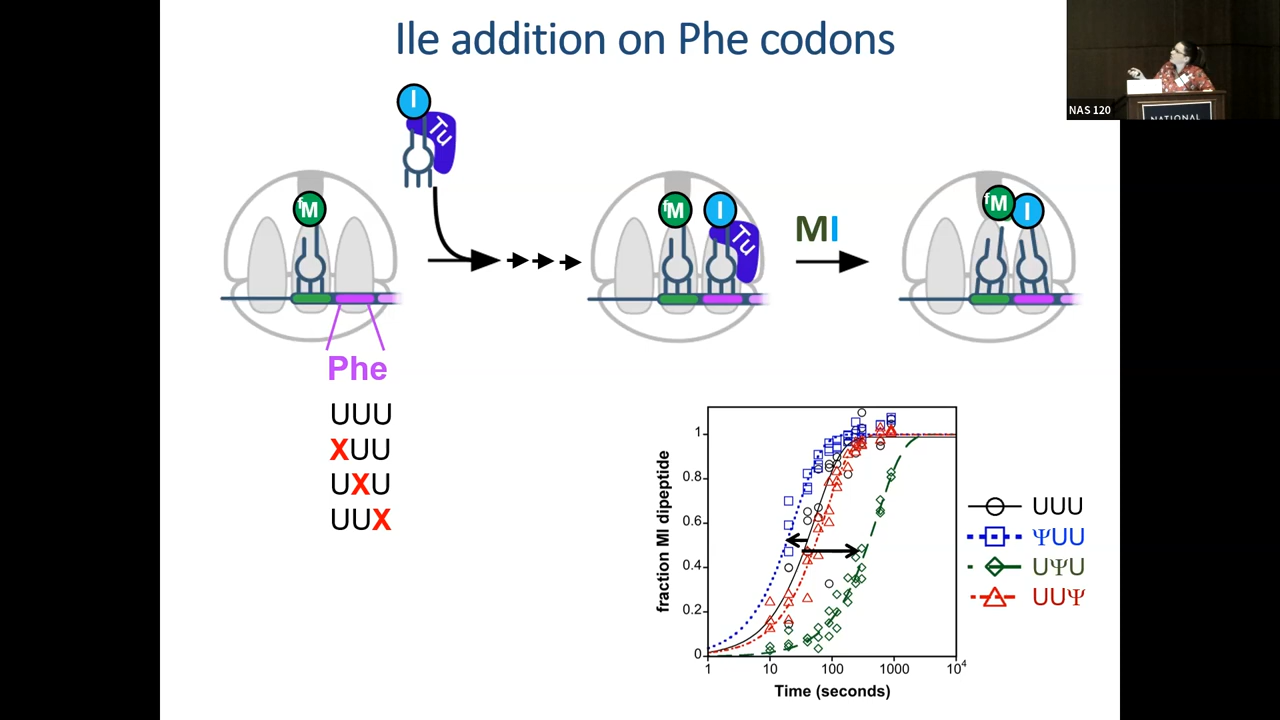 Ile addition on Phe codons
NAS 120
NATIONAL
I
Tu
fM
fM
I
Tu
MI
fM
I
Phe
UUU
XUU
UXU
UUX
fraction MI dipeptide
1
0.8
0.6
0.4
0.2
0
1
10
100
1000
10⁴
Time (seconds)
UUU
ΨUU
UΨU
UUΨ